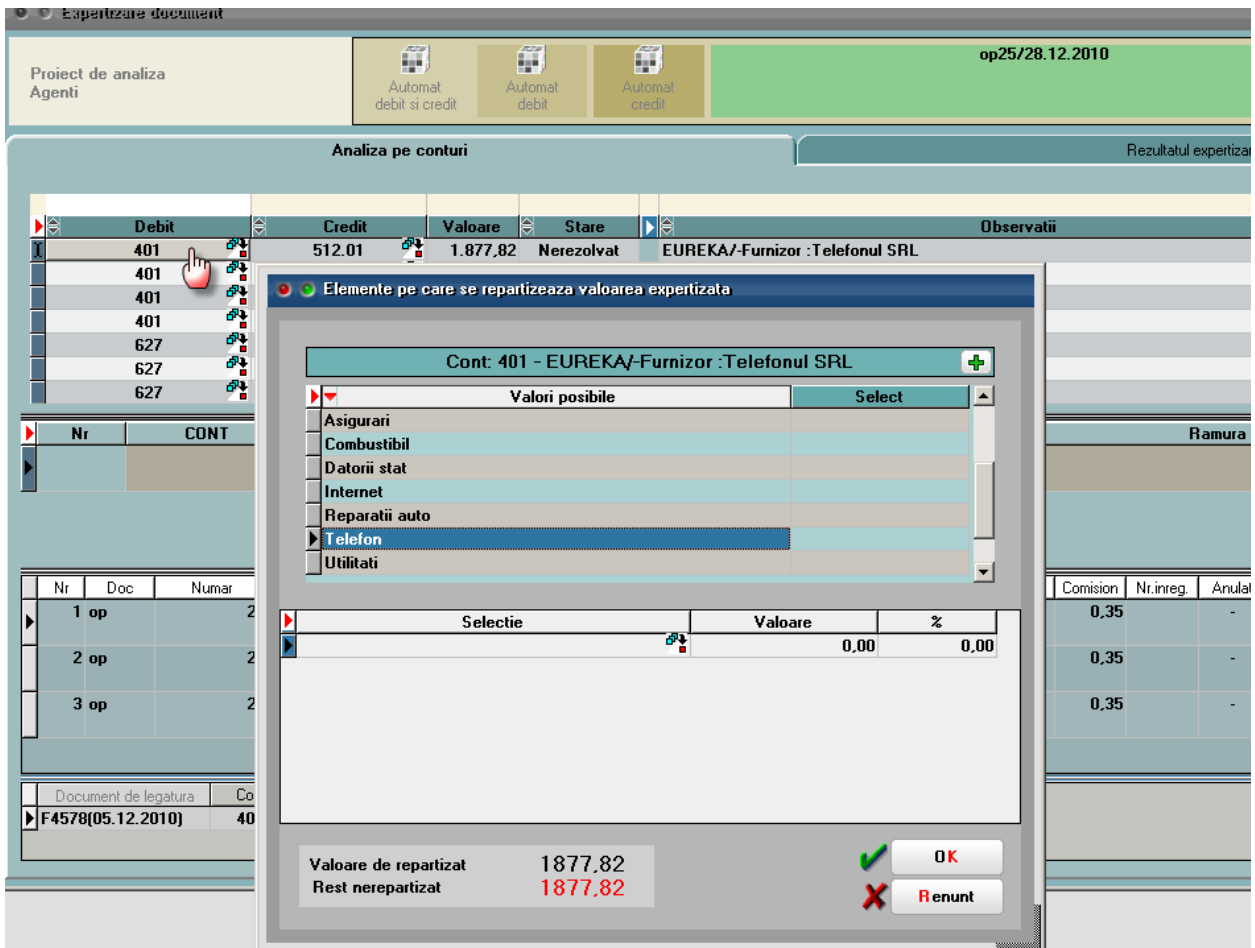 Expertizare document
Proiect de analiza
Agenti
Automat
debit si credit
Automat
debit
Automat
credit
op25/28.12.2010
Analiza pe conturi
Rezultatul expertizar
Debit Credit Valoare Stare Observatii
401 512.01 1.877,82 Nerezolvat EUREKA/-Furnizor :Telefonul SRL
401
401
401
627
627
627
Nr CONT Ramura
Elemente pe care se repartizeaza valoarea expertizata
Cont: 401 - EUREKA/-Furnizor :Telefonul SRL
Valori posibile Select
Asigurari
Combustibil
Datorii stat
Internet
Reparatii auto
Telefon
Utilitati
Selectie Valoare %
0,00 0,00
Valoare de repartizat 1877,82
Rest nerepartizat 1877,82
OK
Renunt
Nr Doc Numar Comision Nr.inreg. Anulat
1 op 2 0,35 -
2 op 2 0,35 -
3 op 2 0,35 -
Document de legatura Co
F4578(05.12.2010) 40